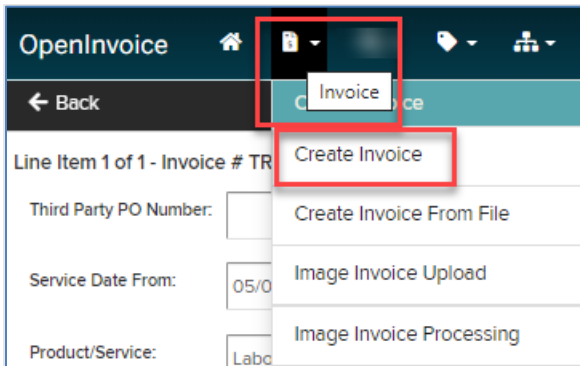 OpenInvoice
Invoice
← Back
Create Invoice
Line Item 1 of 1 - Invoice # TR
Third Party PO Number:
Create Invoice From File
Service Date From:
05/0
Image Invoice Upload
Product/Service:
Labo
Image Invoice Processing